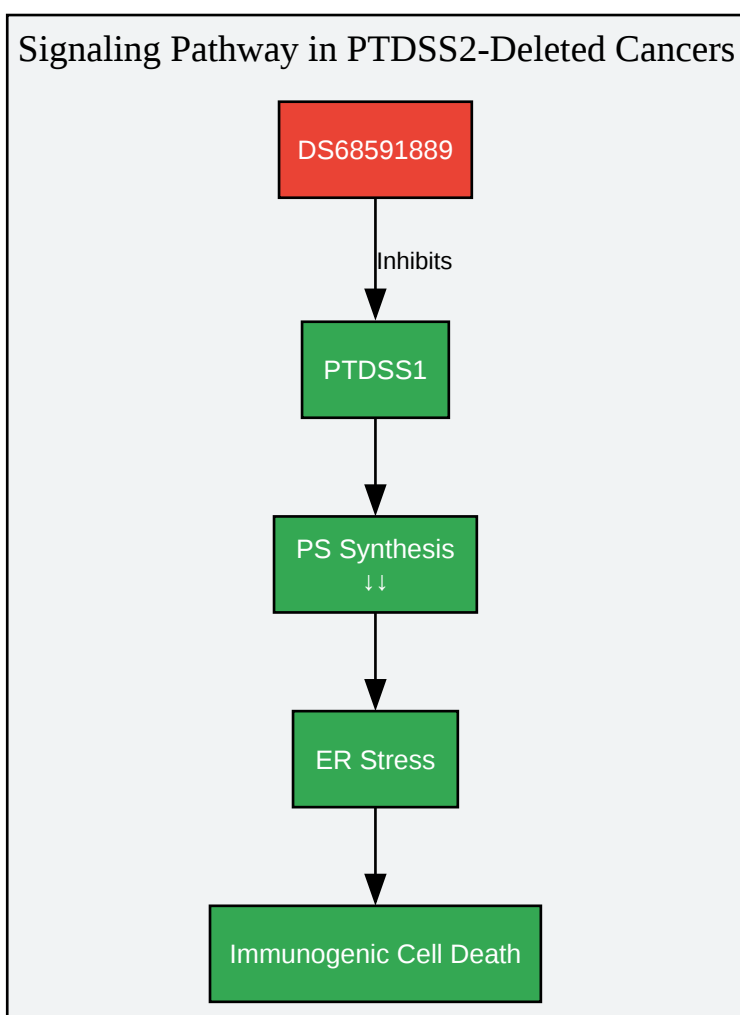 Signaling Pathway in PTDSS2-Deleted Cancers
DS68591889
Inhibits
PTDSS1
PS Synthesis
↓↓
ER Stress
Immunogenic Cell Death